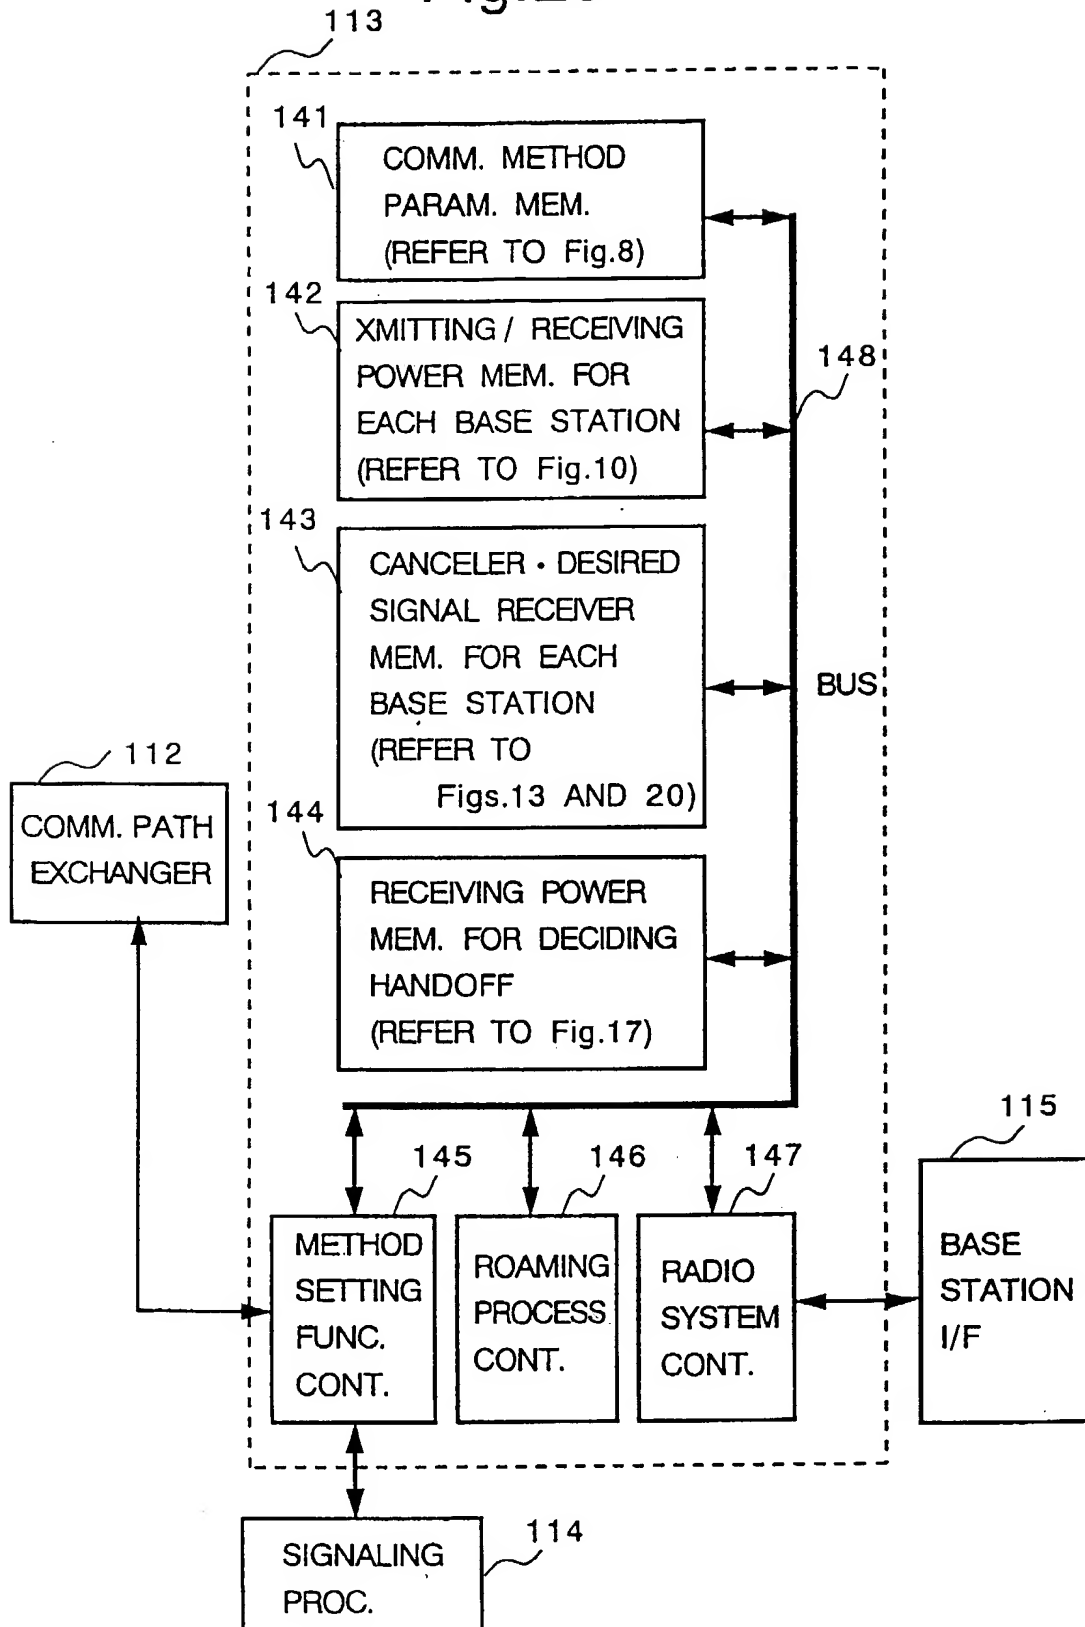 113
141
COMM. METHOD
PARAM. MEM.
(REFER TO Fig.8)
142
XMITTING / RECEIVING
POWER MEM. FOR
EACH BASE STATION
(REFER TO Fig.10)
148
143
CANCELER · DESIRED
SIGNAL RECEIVER
MEM. FOR EACH
BASE STATION
(REFER TO
Figs.13 AND 20)
BUS
112
COMM. PATH
EXCHANGER
144
RECEIVING POWER
MEM. FOR DECIDING
HANDOFF
(REFER TO Fig.17)
145
METHOD
SETTING
FUNC.
CONT.
146
ROAMING
PROCESS
CONT.
147
RADIO
SYSTEM
CONT.
115
BASE
STATION
I/F
114
SIGNALING
PROC.